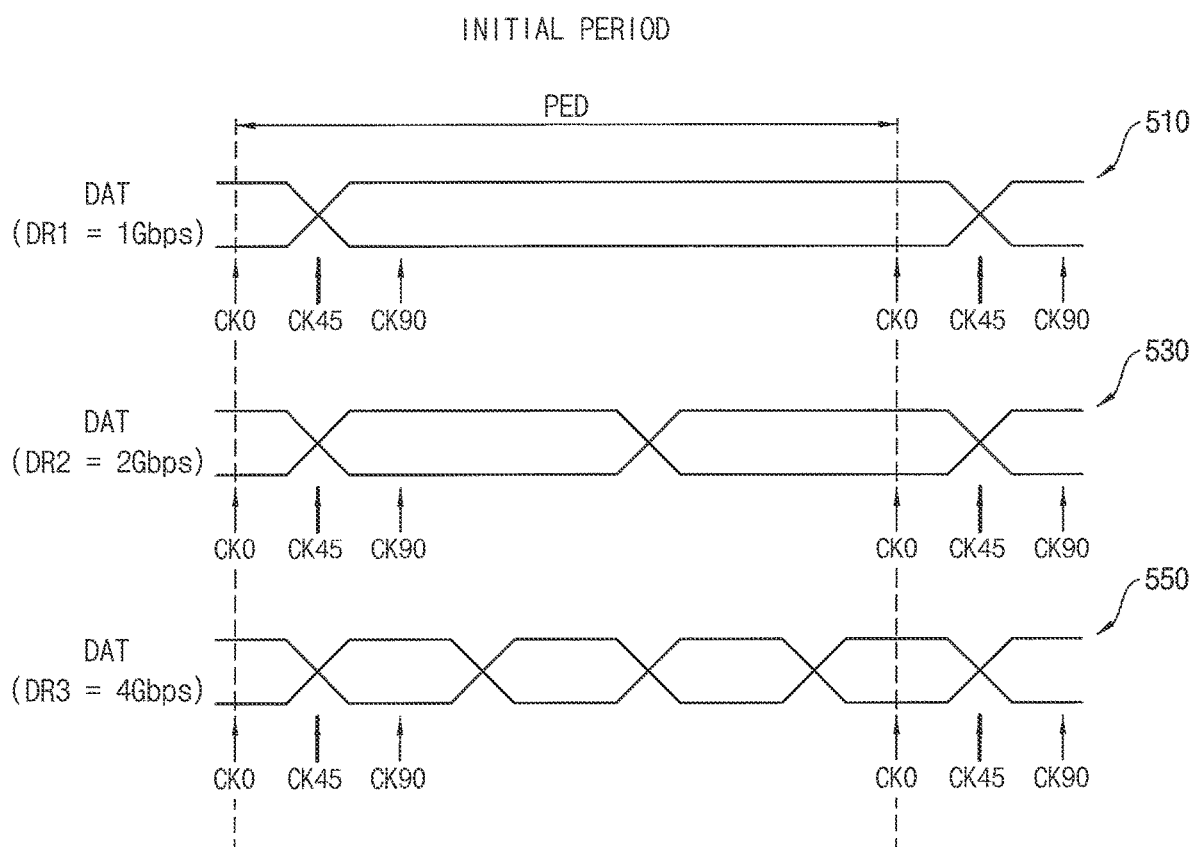 INITIAL PERIOD
PED
510
DAT
(DR1 = 1Gbps)
CK0 CK45 CK90 CK0 CK45 CK90
530
DAT
(DR2 = 2Gbps)
CK0 CK45 CK90 CK0 CK45 CK90
550
DAT
(DR3 = 4Gbps)
CK0 CK45 CK90 CK0 CK45 CK90